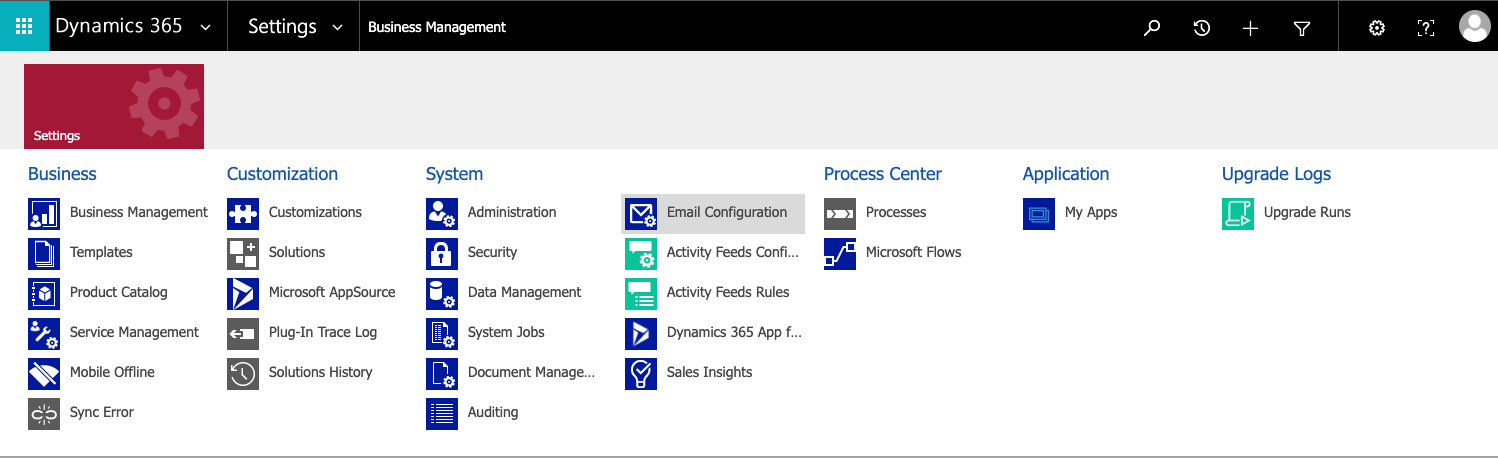 Dynamics 365
Settings
Business Management
Settings
Business
Business Management
Templates
Product Catalog
Service Management
Mobile Offline
Sync Error
Customization
Customizations
Solutions
Microsoft AppSource
Plug-In Trace Log
Solutions History
System
Administration
Security
Data Management
System Jobs
Document Manage...
Auditing
Email Configuration
Activity Feeds Confi...
Activity Feeds Rules
Dynamics 365 App f...
Sales Insights
Process Center
Processes
Microsoft Flows
Application
My Apps
Upgrade Logs
Upgrade Runs